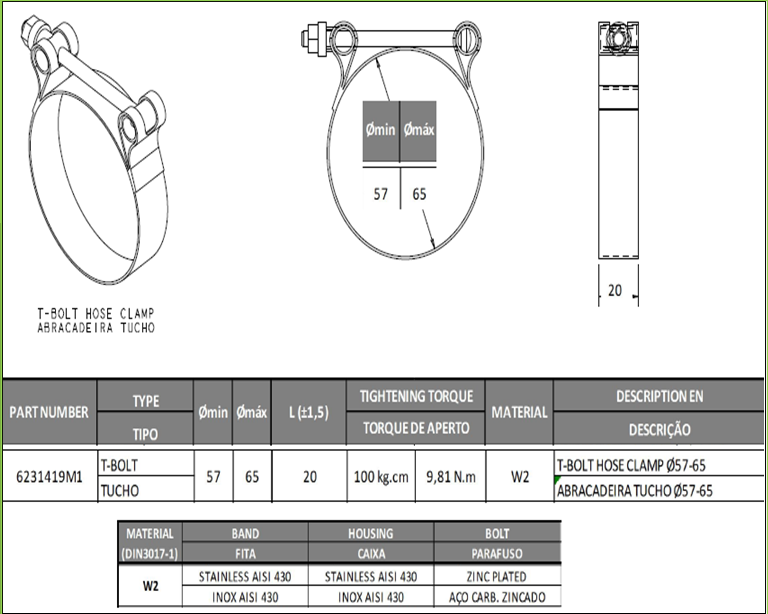 Ømin Ømáx
57 65
20
T-BOLT HOSE CLAMP
ABRACADEIRA TUCHO
PART NUMBER TYPE Ømin Ømáx L (±1,5) TIGHTENING TORQUE MATERIAL DESCRIPTION EN
TIPO TORQUE DE APERTO DESCRIÇÃO
6231419M1 T-BOLT 57 65 20 100 kg.cm 9,81 N.m W2 T-BOLT HOSE CLAMP Ø57-65
TUCHO ABRACADEIRA TUCHO Ø57-65
MATERIAL BAND HOUSING BOLT
(DIN3017-1) FITA CAIXA PARAFUSO
W2 STAINLESS AISI 430 STAINLESS AISI 430 ZINC PLATED
INOX AISI 430 INOX AISI 430 AÇO CARB. ZINCADO